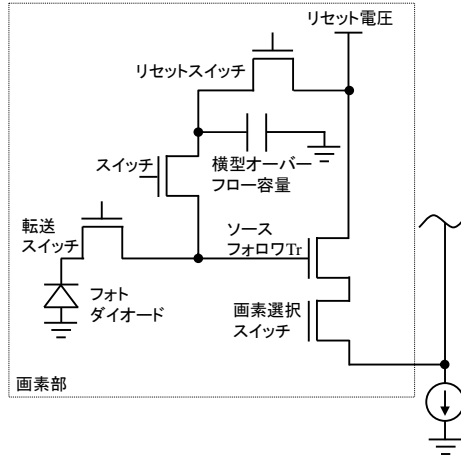 リセット電圧
リセットスイッチ
スイッチ
横型オーバー
フロー容量
転送
スイッチ
ソース
フォロワTr
フォト
ダイオード
画素選択
スイッチ
画素部